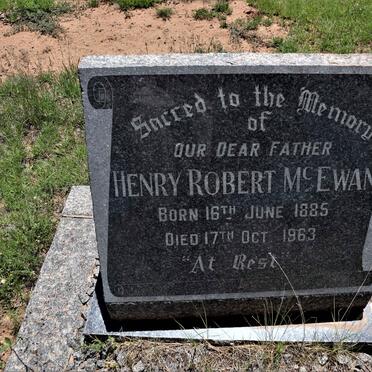 Sacred to the Memory
of
OUR DEAR FATHER
HENRY ROBERT MCEWAN
BORN 16TH JUNE 1885
DIED 17TH OCT 1963
"At Rest"